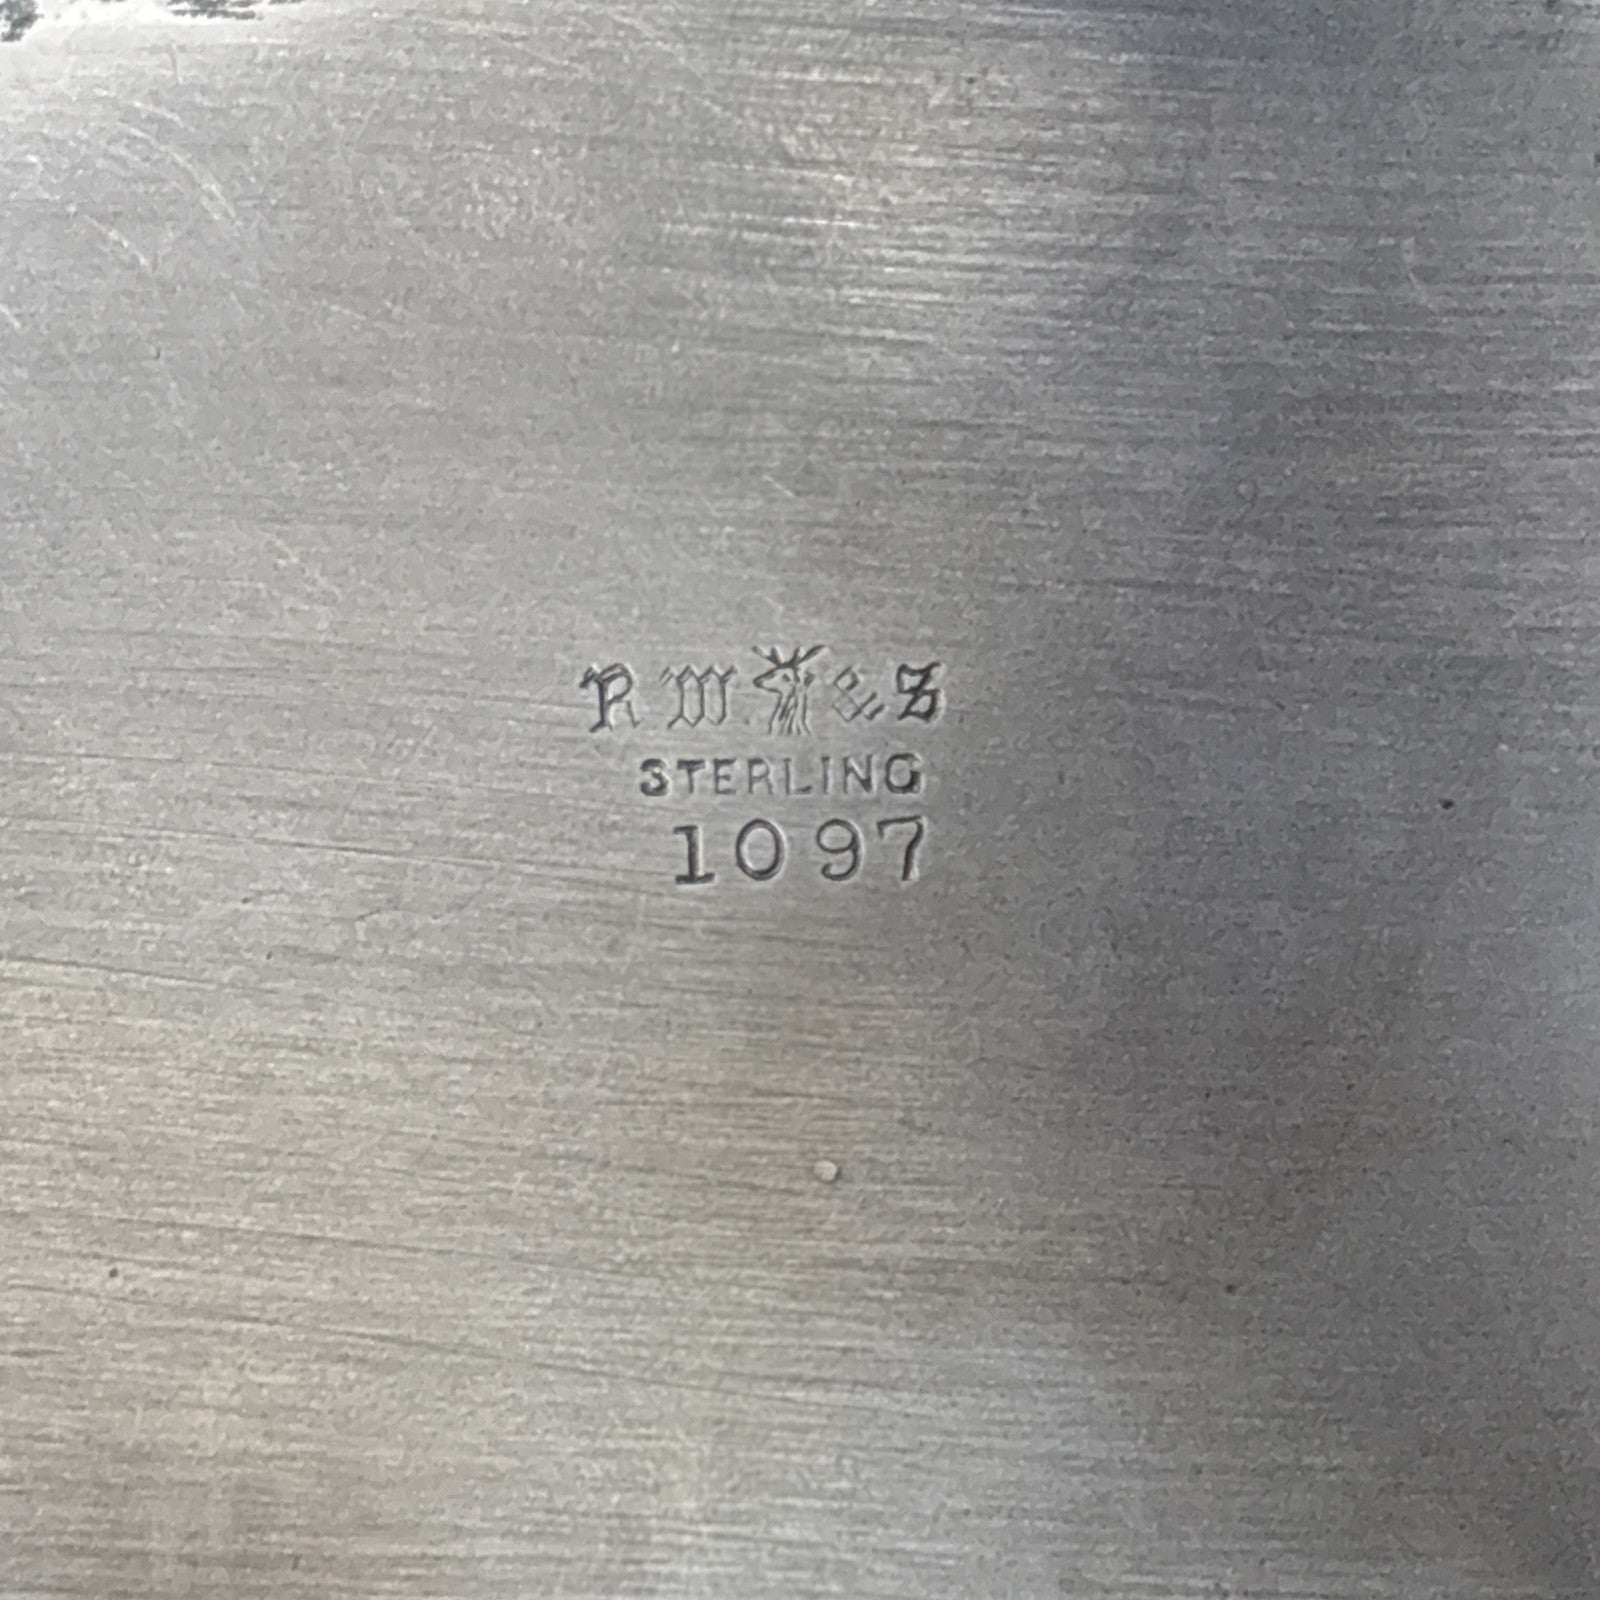 R. W. & S
STERLING
1097